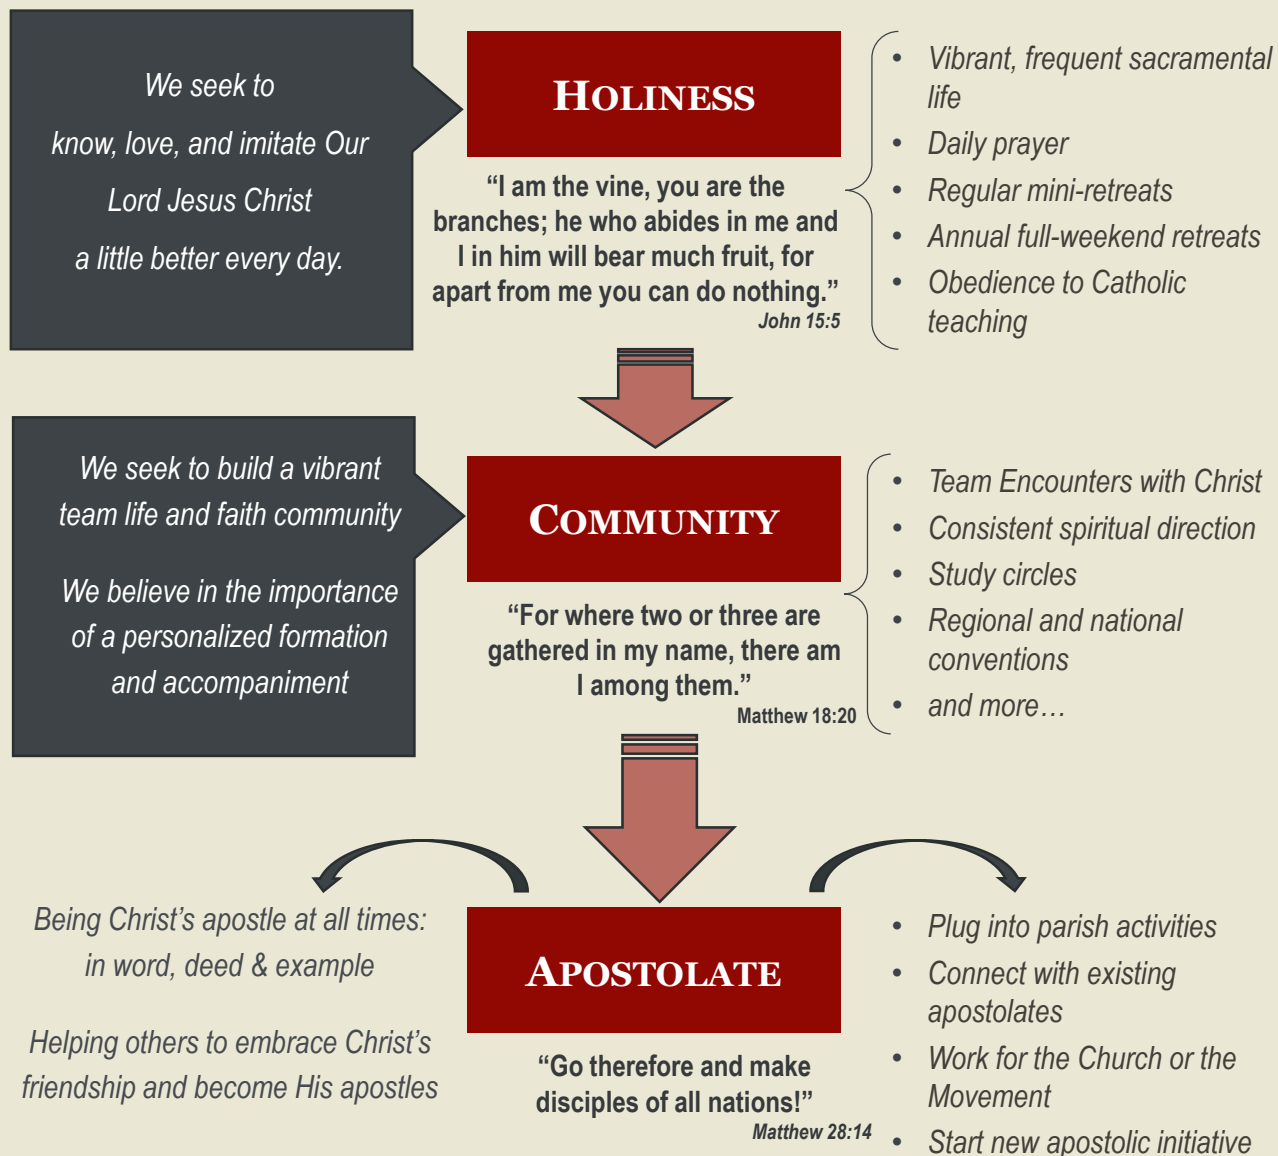 We seek to
know, love, and imitate Our
Lord Jesus Christ
a little better every day.
HOLINESS
“I am the vine, you are the
branches; he who abides in me and
I in him will bear much fruit, for
apart from me you can do nothing.”
John 15:5
• Vibrant, frequent sacramental
life
• Daily prayer
• Regular mini-retreats
• Annual full-weekend retreats
• Obedience to Catholic
teaching
We seek to build a vibrant
team life and faith community
We believe in the importance
of a personalized formation
and accompaniment
COMMUNITY
“For where two or three are
gathered in my name, there am
I among them.”
Matthew 18:20
• Team Encounters with Christ
• Consistent spiritual direction
• Study circles
• Regional and national
conventions
• and more…
Being Christ’s apostle at all times:
in word, deed & example
Helping others to embrace Christ’s
friendship and become His apostles
APOSTOLATE
“Go therefore and make
disciples of all nations!”
Matthew 28:14
• Plug into parish activities
• Connect with existing
apostolates
• Work for the Church or the
Movement
• Start new apostolic initiative